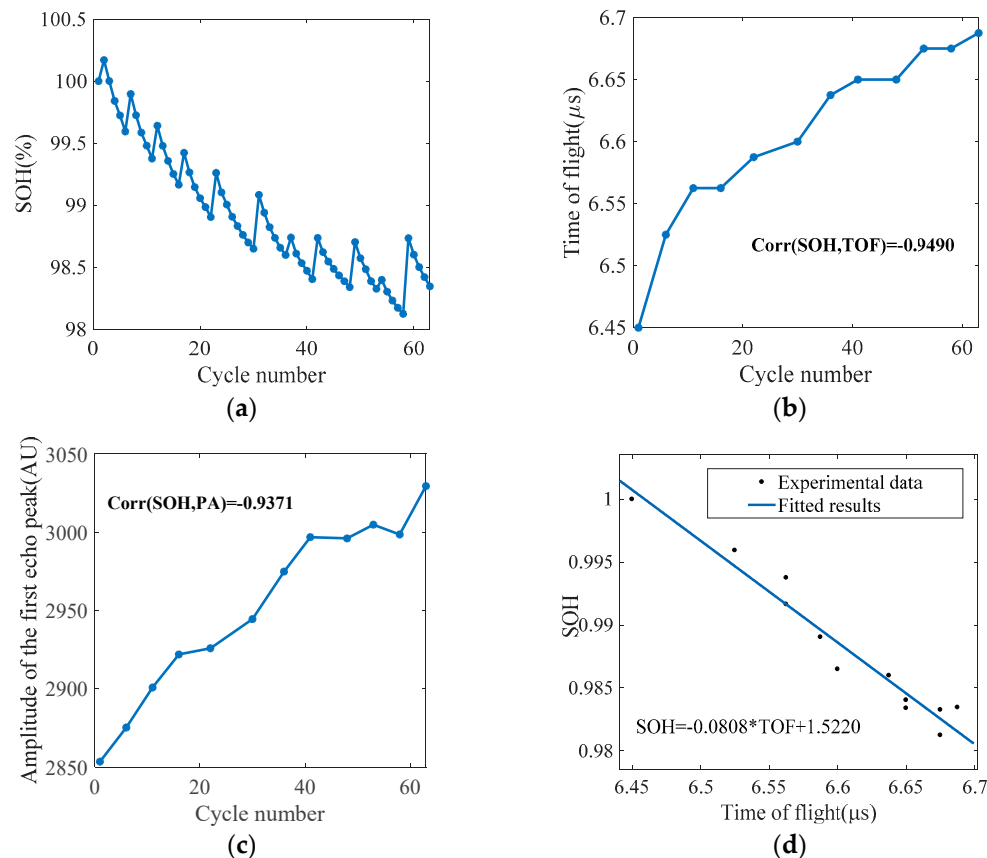 100.5
100
99.5
99
98.5
98
SOH(%)
0
20
40
60
Cycle number
(a)
6.7
6.65
6.6
6.55
6.5
6.45
Time of flight(μs)
Corr(SOH,TOF)=-0.9490
0
20
40
60
Cycle number
(b)
3050
3000
2950
2900
2850
Amplitude of the first echo peak(AU)
Corr(SOH,PA)=-0.9371
0
20
40
60
Cycle number
(c)
Experimental data
Fitted results
1
0.995
0.99
0.985
0.98
SOH
SOH=-0.0808*TOF+1.5220
6.45
6.5
6.55
6.6
6.65
6.7
Time of flight(μs)
(d)